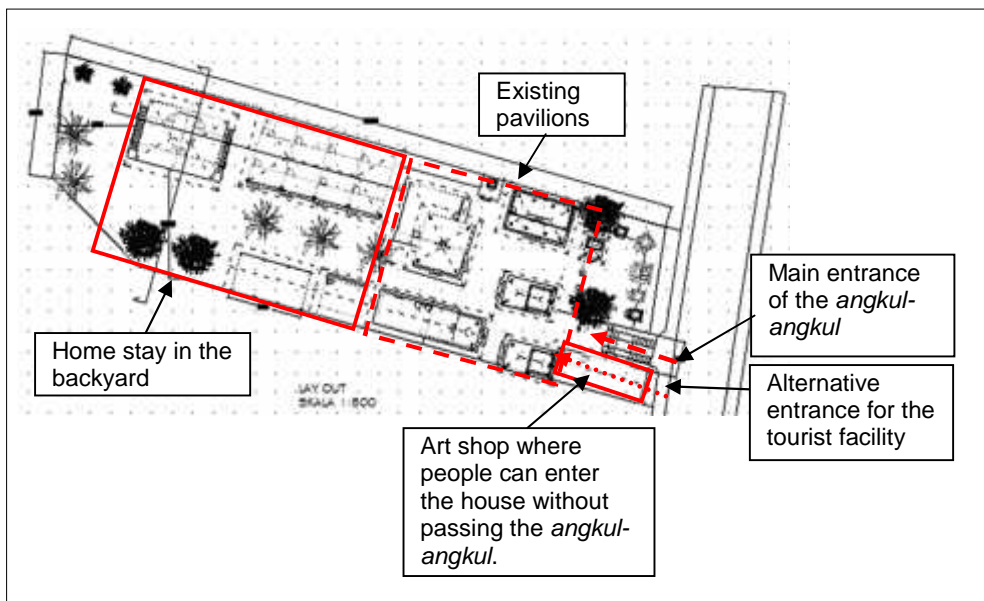 Existing
pavilions
Main entrance
of the angkul-
angkul
Home stay in the
backyard
Alternative
entrance for the
tourist facility
LAY OUT
SKALA 1:500
Art shop where
people can enter
the house without
passing the angkul-
angkul.